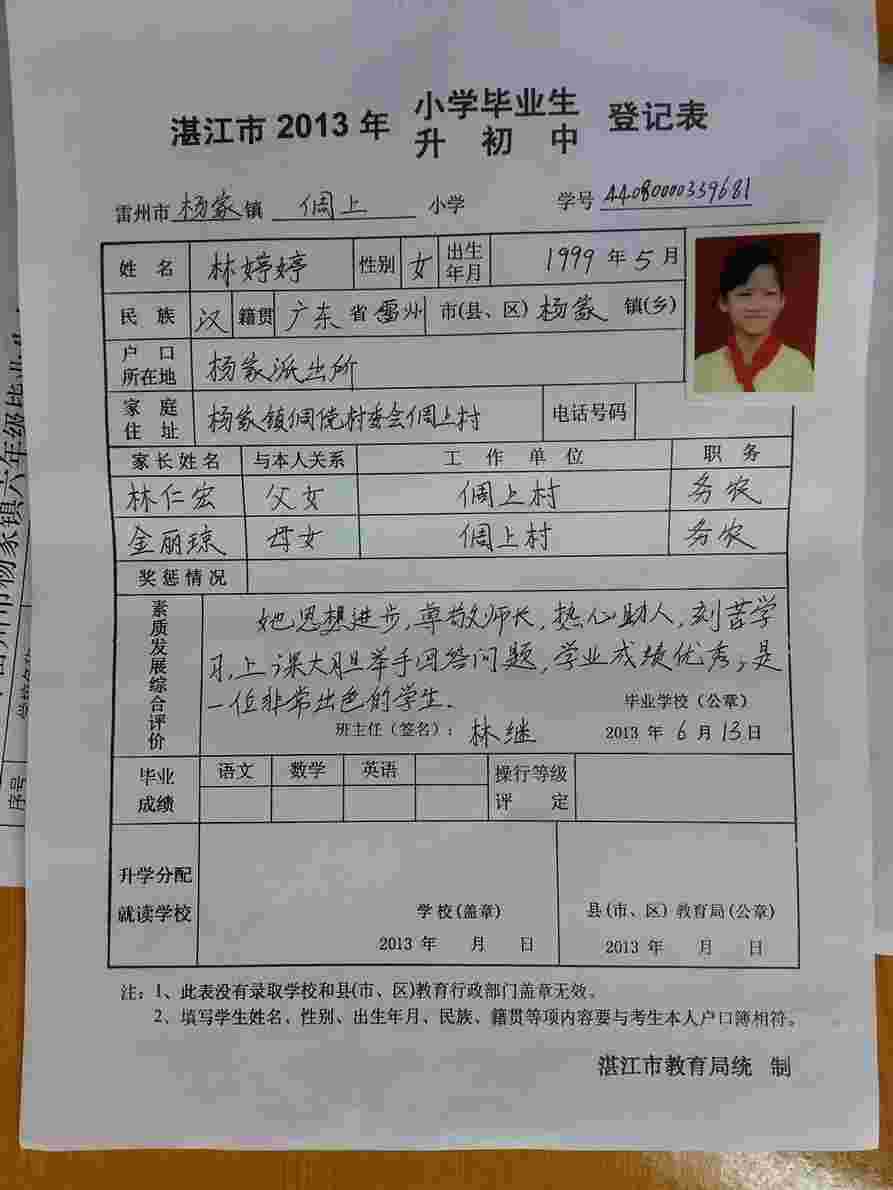 湛江市 2013 年 小学毕业生升初中 登记表
雷州市 杨家 镇 倜上 小学 学号 44080000339681
姓名 林婷婷 性别 女 出生年月 1999 年 5 月
民族 汉 籍贯 广东 省 雷州 市(县、区) 杨家 镇(乡)
户口所在地 杨家派出所
家庭住址 杨家镇倜傥村委会倜上村 电话号码
家长姓名 与本人关系 工作单位 职务
林仁宏 父女 倜上村 务农
金丽琼 母女 倜上村 务农
奖惩情况
素质发展综合评价
她思想进步,尊敬师长,热心助人,刻苦学
习,上课大胆举手回答问题,学业成绩优秀,是
一位非常出色的学生.
毕业学校(公章)
班主任(签名): 林继 2013 年 6 月 13 日
毕业成绩 语文 数学 英语 操行等级评定
升学分配
就读学校
学校(盖章) 县(市、区)教育局(公章)
2013 年 月 日 2013 年 月 日
注:1、此表没有录取学校和县(市、区)教育行政部门盖章无效。
2、填写学生姓名、性别、出生年月、民族、籍贯等项内容要与考生本人户口簿相符。
湛江市教育局统 制